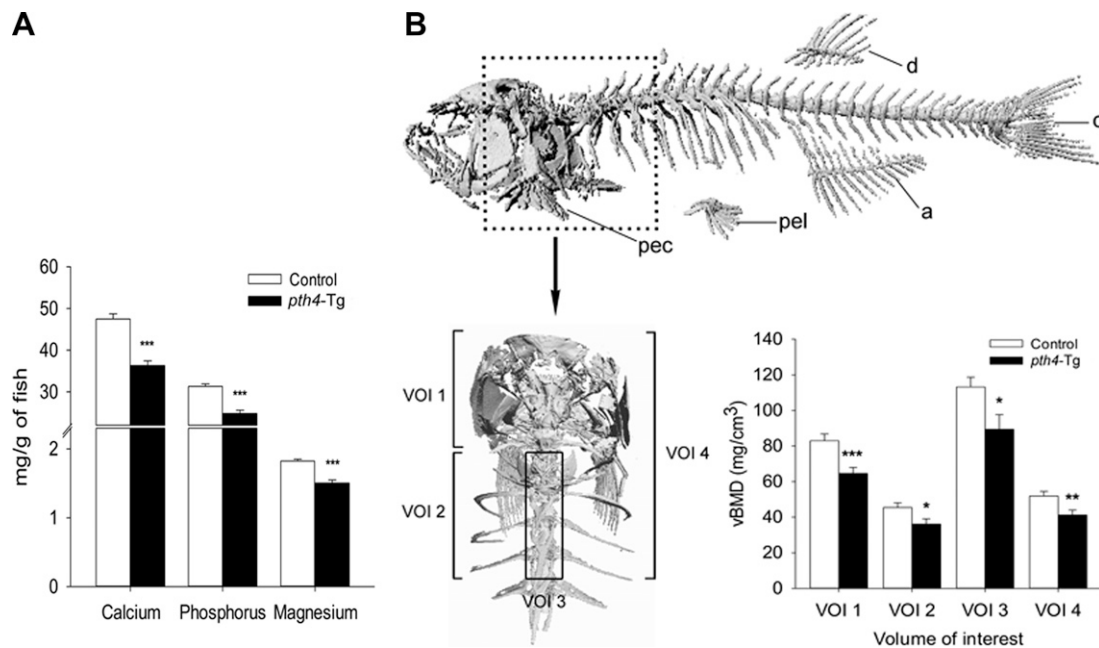 A
mg/g of fish
60
50
40
30
2
1
0
Control
pth4-Tg
***
***
***
Calcium Phosphorus Magnesium
B
d
c
a
pel
pec
VOI 1
VOI 2
VOI 3
VOI 4
vBMD (mg/cm³)
140
120
100
80
60
40
20
0
Control
pth4-Tg
***
*
*
**
VOI 1 VOI 2 VOI 3 VOI 4
Volume of interest